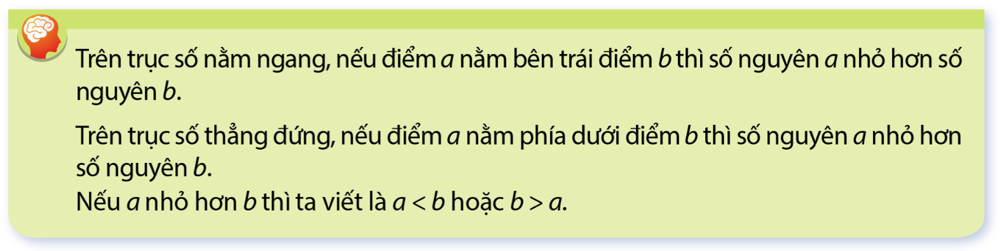 Trên trục số nằm ngang, nếu điểm a nằm bên trái điểm b thì số nguyên a nhỏ hơn số
nguyên b.
Trên trục số thẳng đứng, nếu điểm a nằm phía dưới điểm b thì số nguyên a nhỏ hơn
số nguyên b.
Nếu a nhỏ hơn b thì ta viết là a < b hoặc b > a.